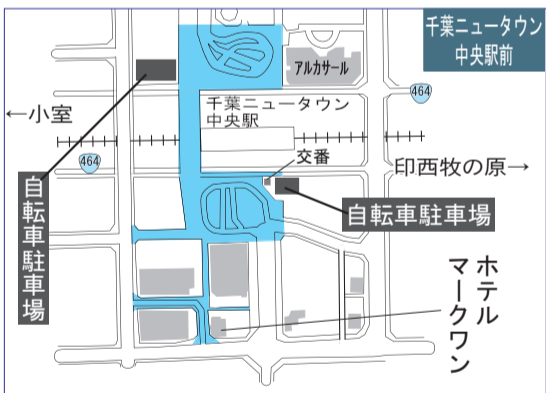 千葉ニュータウン
中央駅前
アルカサール
464
千葉ニュータウン
中央駅
←小室
交番
464
印西牧の原→
自転車駐車場
自転車駐車場
ホテル
マークワン